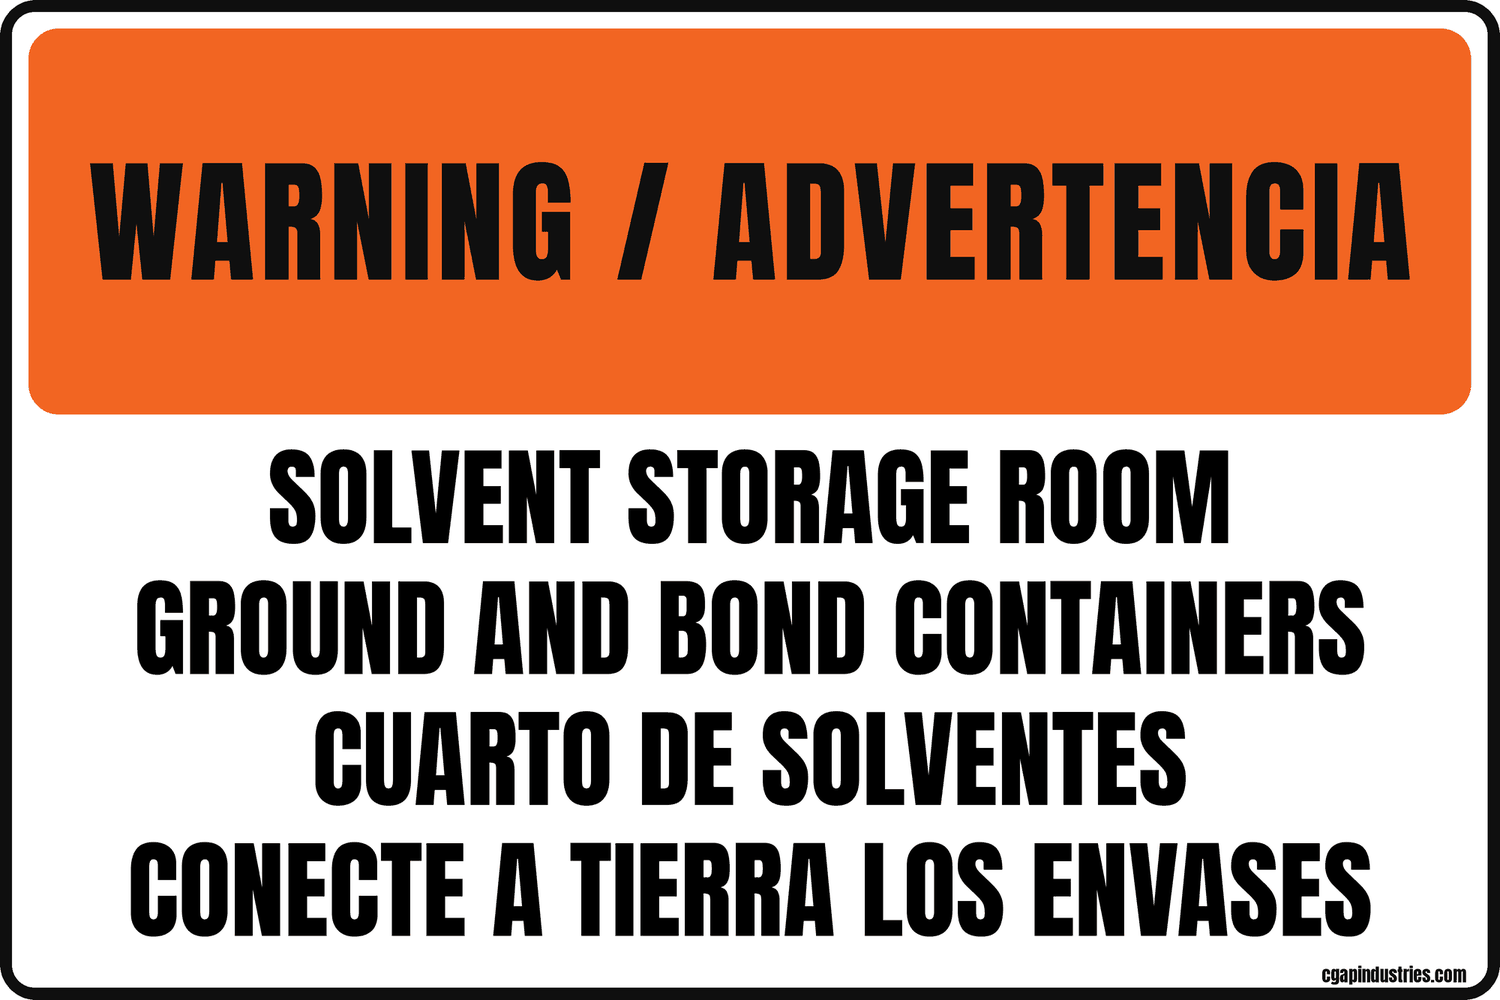 WARNING / ADVERTENCIA
SOLVENT STORAGE ROOM
GROUND AND BOND CONTAINERS
CUARTO DE SOLVENTES
CONECTE A TIERRA LOS ENVASES
cgapindustries.com